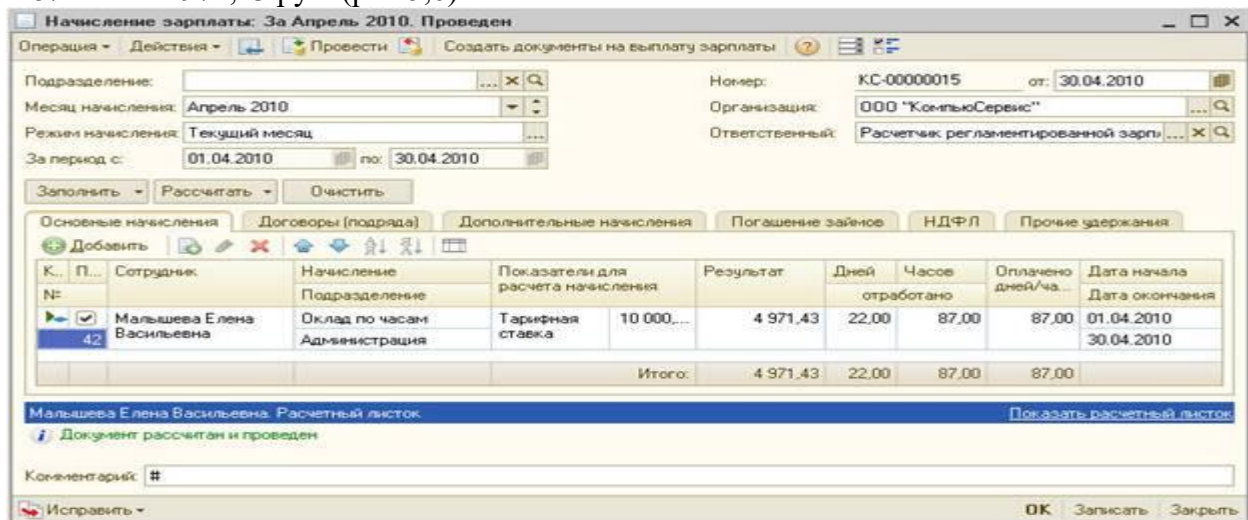 Начисление зарплаты: За Апрель 2010. Проведен
Операция Действия Провести Создать документы на выплату зарплаты
Подразделение: ... Номер: КС-00000015 от: 30.04.2010
Месяц начисления: Апрель 2010 Организация: ООО "КомпьюСервис" ...
Режим начисления: Текущий месяц ... Ответственный: Расчетчик регламентированной ...
За период с: 01.04.2010 по: 30.04.2010
Заполнить Рассчитать Очистить
Основные начисления Договоры (подряда) Дополнительные начисления Погашение займов НДФЛ Прочие удержания
Добавить
К... П... Сотрудник Начисление Показатели для расчета начисления Результат Дней Часов Оплачено дней/ча... Дата начала
№ Подразделение отработано Дата окончания
Малышева Елена Васильевна Оклад по часам Тарифная ставка 10 000,... 4 971,43 22,00 87,00 87,00 01.04.2010
42 Администрация 30.04.2010
Итого: 4 971,43 22,00 87,00 87,00
Малышева Елена Васильевна. Расчетный листок Показать расчетный листок
Документ рассчитан и проведен
Комментарий: #
Исправить OK Записать Закрыть